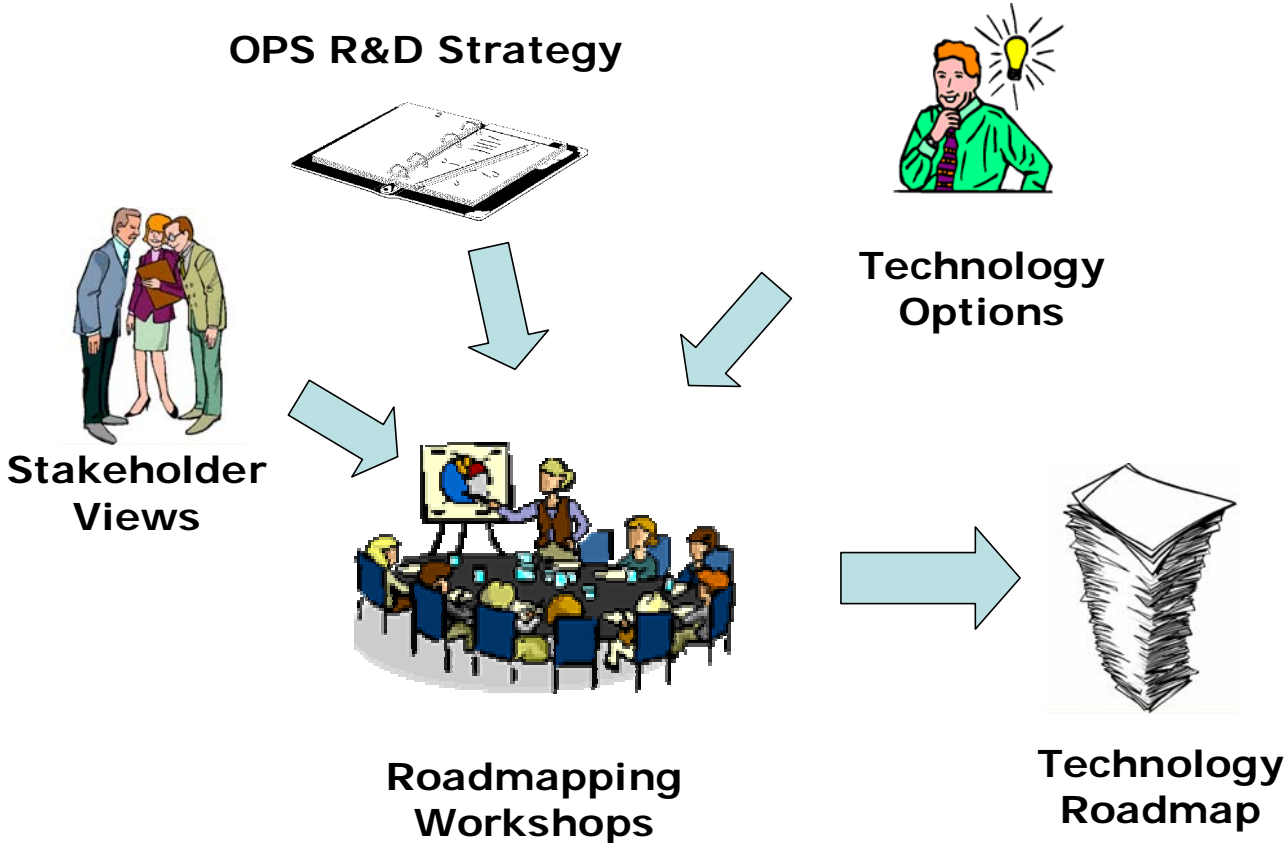 OPS R&D Strategy
Technology
Options
Stakeholder
Views
Roadmapping
Workshops
Technology
Roadmap